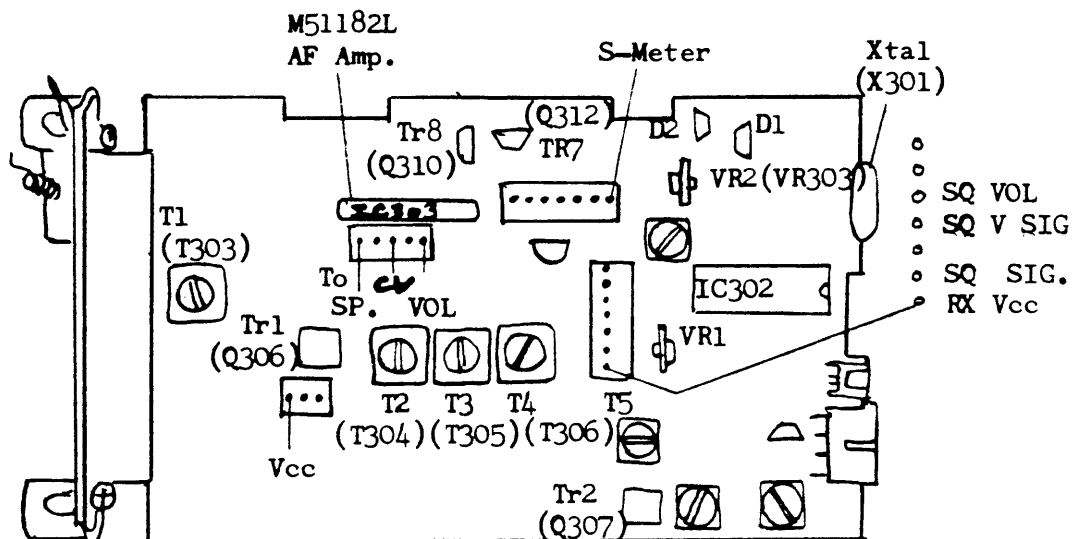 M51182L
AF Amp.
S-Meter
Xtal
(X301)
Tr8
(Q310)
(Q312)
TR7
D2
D1
VR2(VR303)
IC303
T1
(T303)
To
SP.
CV
VOL
SQ VOL
SQ V SIG
SQ SIG.
RX Vcc
IC302
Tr1
(Q306)
VR1
T2
(T304)
T3
(T305)
T4
(T306)
T5
Vcc
Tr2
(Q307)